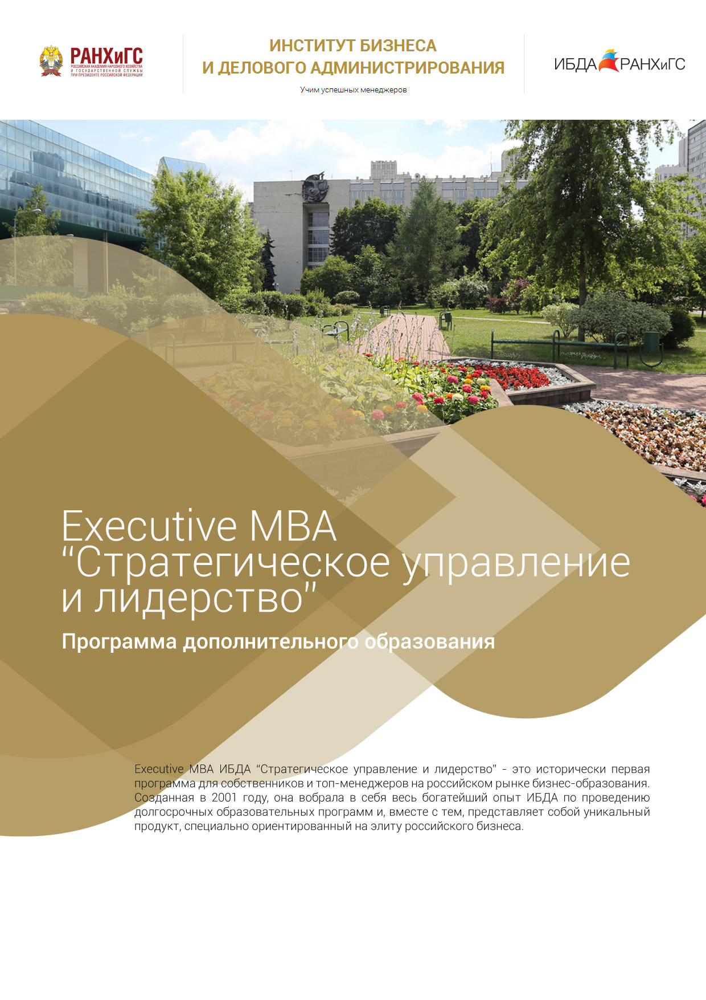 РАНХиГС
РОССИЙСКАЯ АКАДЕМИЯ НАРОДНОГО ХОЗЯЙСТВА
И ГОСУДАРСТВЕННОЙ СЛУЖБЫ
ПРИ ПРЕЗИДЕНТЕ РОССИЙСКОЙ ФЕДЕРАЦИИ
ИНСТИТУТ БИЗНЕСА
И ДЕЛОВОГО АДМИНИСТРИРОВАНИЯ
Учим успешных менеджеров
ИБДА РАНХиГС
Executive MBA
“Стратегическое управление
и лидерство”
Программа дополнительного образования
Executive MBA ИБДА “Стратегическое управление и лидерство” - это исторически первая
программа для собственников и топ-менеджеров на российском рынке бизнес-образования.
Созданная в 2001 году, она вобрала в себя весь богатейший опыт ИБДА по проведению
долгосрочных образовательных программ и, вместе с тем, представляет собой уникальный
продукт, специально ориентированный на элиту российского бизнеса.